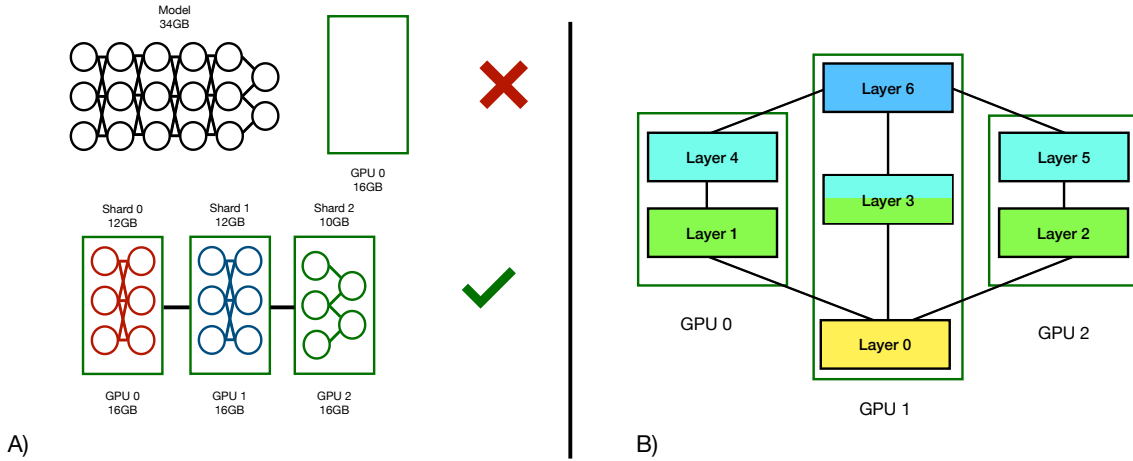 Model
34GB
GPU 0
16GB
Shard 0
12GB
Shard 1
12GB
Shard 2
10GB
GPU 0
16GB
GPU 1
16GB
GPU 2
16GB
A)
Layer 6
Layer 4
Layer 5
Layer 3
Layer 1
Layer 2
GPU 0
GPU 2
Layer 0
GPU 1
B)